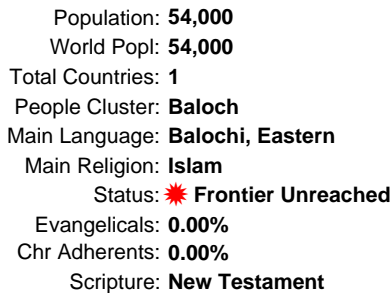 Population: 54,000
World Popl: 54,000
Total Countries: 1
People Cluster: Baloch
Main Language: Balochi, Eastern
Main Religion: Islam
Status: Frontier Unreached
Evangelicals: 0.00%
Chr Adherents: 0.00%
Scripture: New Testament